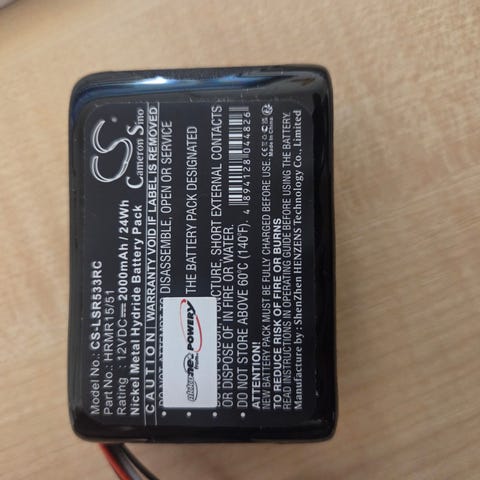 CS
Cameron Sino
Model No.: CS-LSR533RC
Part No.: HRMR15/51
Rating : 12VDC 2000mAh / 24Wh
Nickel Metal Hydride Battery Pack
CAUTION! WARRANTY VOID IF LABEL IS REMOVED
DISASSEMBLE, OPEN OR SERVICE
THE BATTERY PACK DESIGNATED
TURE, SHORT EXTERNAL CONTACTS
OR DISPOSE OF IN FIRE OR WATER.
• DO NOT STORE ABOVE 60°C (140°F).
ATTENTION!
NEW BATTERY PACK MUST BE FULLY CHARGED BEFORE USE.
TO REDUCE RISK OF FIRE OR BURNS
READ INSTRUCTIONS IN OPERATING GUIDE BEFORE USING THE BATTERY.
Manufacture by : ShenZhen HENZENS Technology Co., Limited
4 894128 044826
Made in China
POWERY